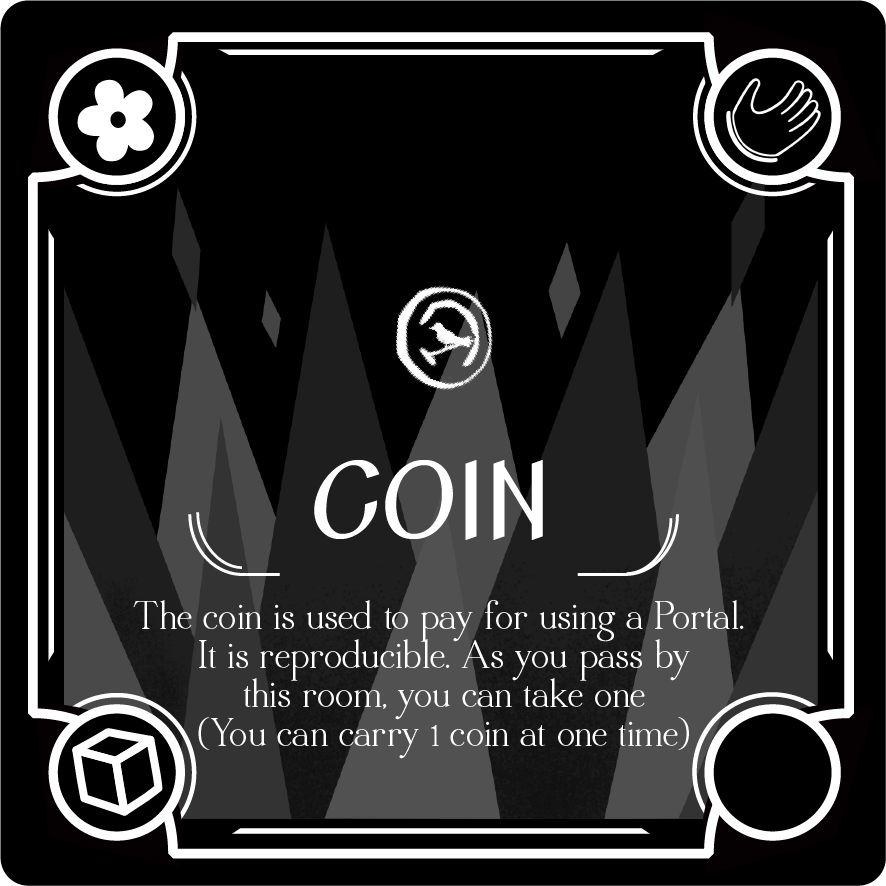 COIN
The coin is used to pay for using a Portal.
It is reproducible. As you pass by
this room, you can take one
(You can carry 1 coin at one time)